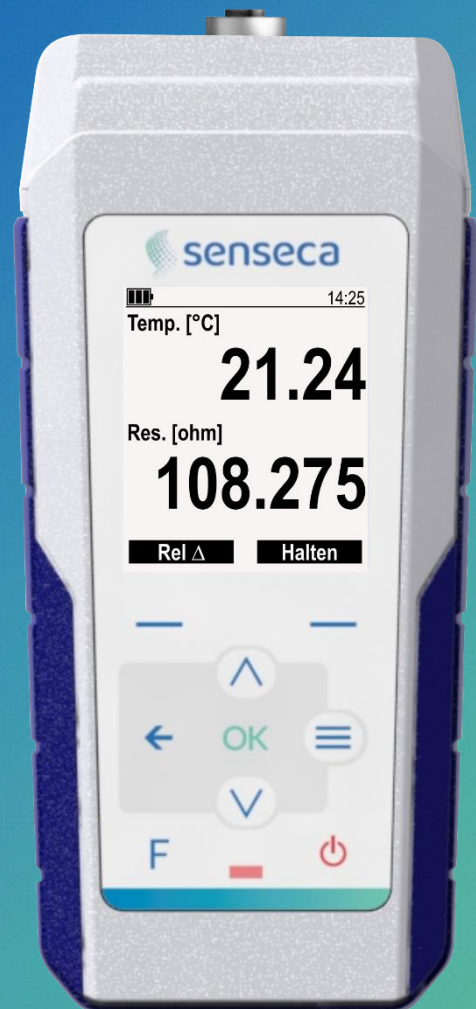 senseca
14:25
Temp. [°C]
21.24
Res. [ohm]
108.275
Rel Δ Halten
OK
F